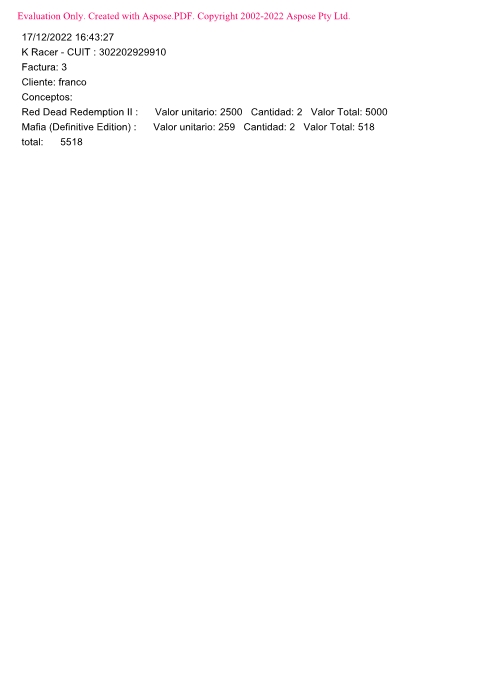 Evaluation Only. Created with Aspose.PDF. Copyright 2002-2022 Aspose Pty Ltd.
17/12/2022 16:43:27
K Racer - CUIT : 302202929910
Factura: 3
Cliente: franco
Conceptos:
Red Dead Redemption II : Valor unitario: 2500 Cantidad: 2 Valor Total: 5000
Mafia (Definitive Edition) : Valor unitario: 259 Cantidad: 2 Valor Total: 518
total: 5518